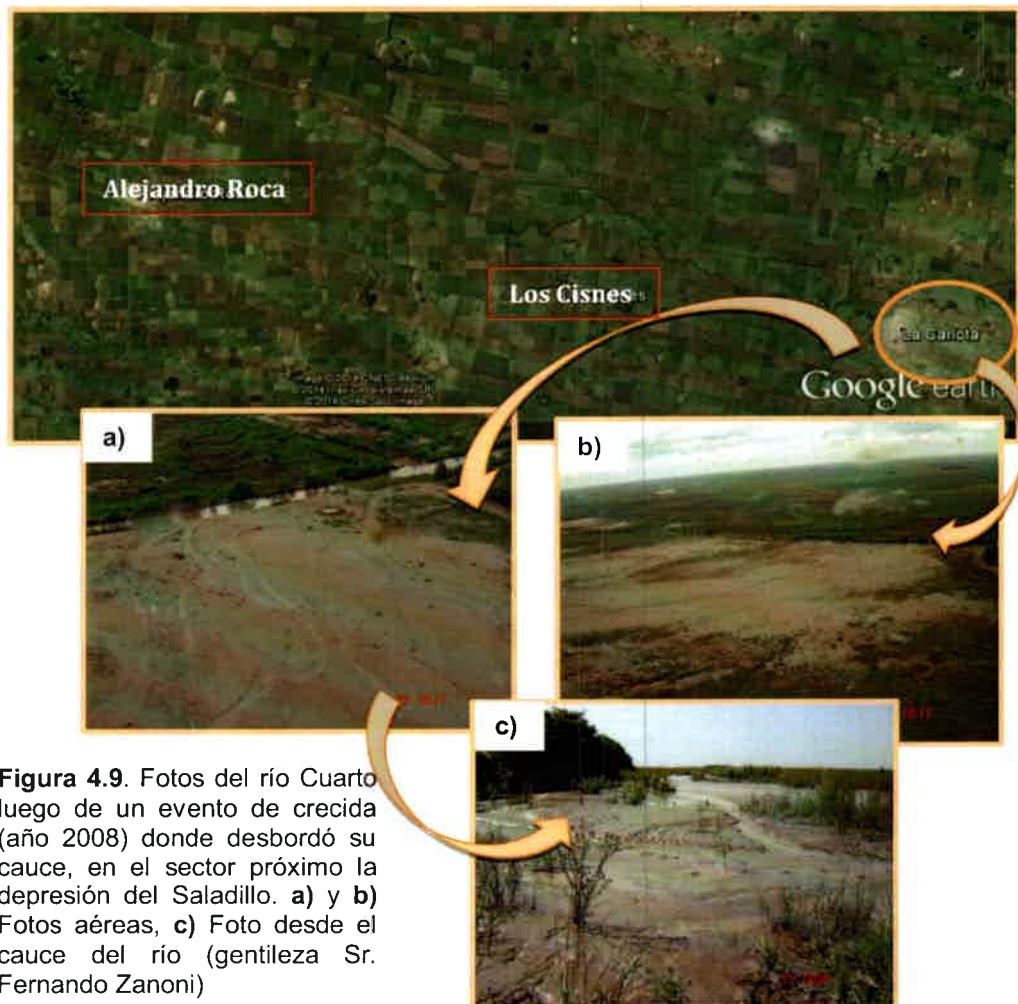 Alejandro Roca
Los Cisnes
La Carlota
Google earth
a)
b)
c)
Figura 4.9. Fotos del río Cuarto
luego de un evento de crecida
(año 2008) donde desbordó su
cauce, en el sector próximo la
depresión del Saladillo. a) y b)
Fotos aéreas, c) Foto desde el
cauce del río (gentileza Sr.
Fernando Zanoni)